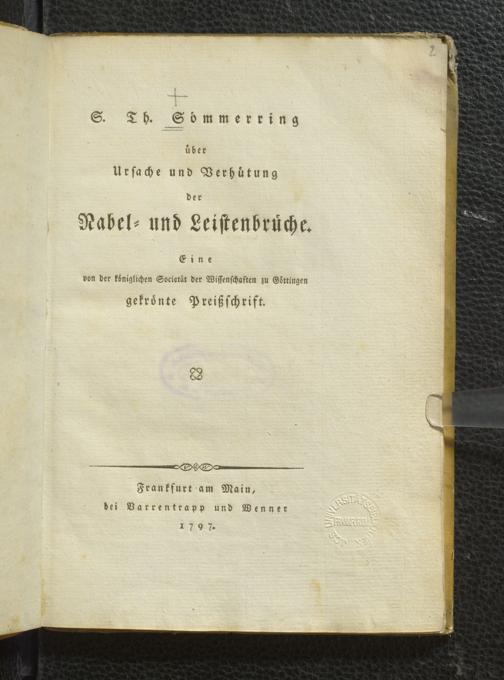 2
S. Th. Sömmerring
über
Ursache und Verhütung
der
Nabel- und Leistenbrüche.
Eine
von der königlichen Societät der Wissenschaften zu Göttingen
gekrönte Preißschrift.
Frankfurt am Main,
bei Varrentrapp und Wenner
1797.